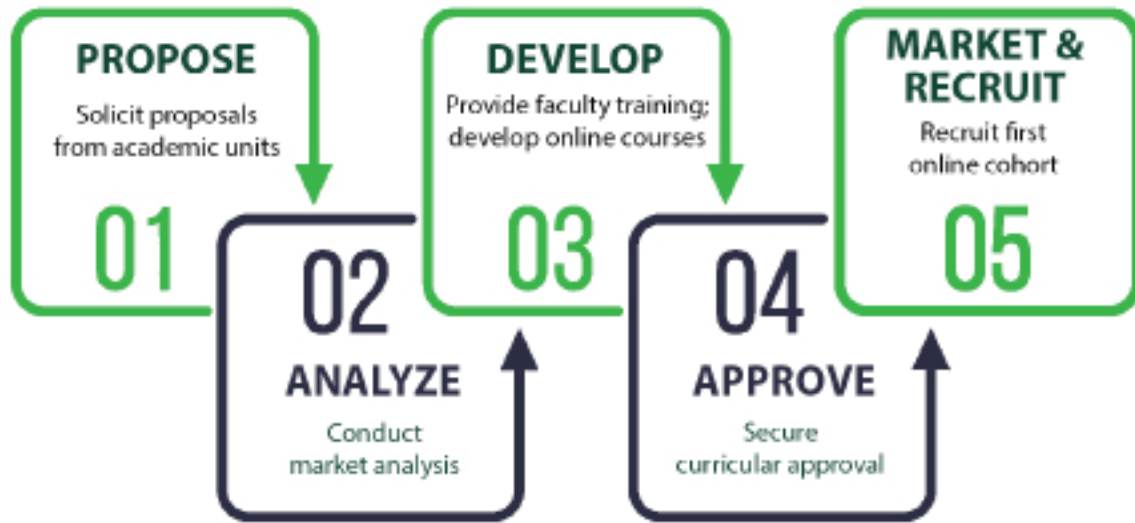 PROPOSE
Solicit proposals
from academic units
01
02
ANALYZE
Conduct
market analysis
DEVELOP
Provide faculty training;
develop online courses
03
04
APPROVE
Secure
curricular approval
MARKET &
RECRUIT
Recruit first
online cohort
05